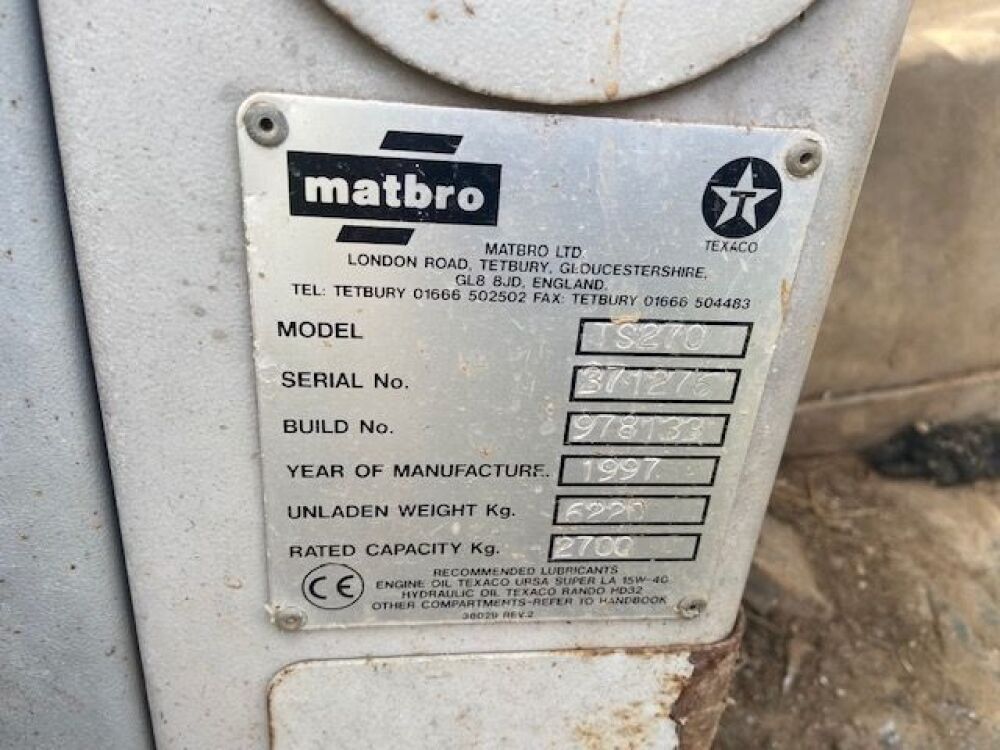 matbro
T
TEXACO
MATBRO LTD.
LONDON ROAD, TETBURY, GLOUCESTERSHIRE,
GL8 8JD, ENGLAND.
TEL: TETBURY 01666 502502 FAX: TETBURY 01666 504483
MODEL TS270
SERIAL No.
BUILD No.
YEAR OF MANUFACTURE. 1997
UNLADEN WEIGHT Kg. 6220
RATED CAPACITY Kg. 2700
CE
RECOMMENDED LUBRICANTS
ENGINE OIL TEXACO URSA SUPER LA 15W-40
HYDRAULIC OIL TEXACO RANDO HD32
OTHER COMPARTMENTS-REFER TO HANDBOOK
36029 REV.2